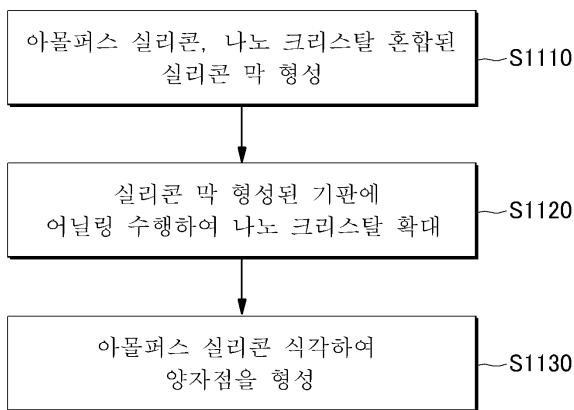 아몰퍼스 실리콘, 나노 크리스탈 혼합된
실리콘 막 형성
S1110
실리콘 막 형성된 기판에
어닐링 수행하여 나노 크리스탈 확대
S1120
아몰퍼스 실리콘 식각하여
양자점을 형성
S1130